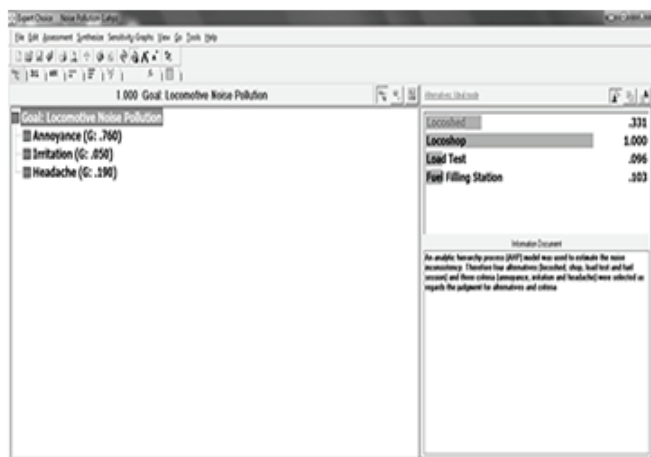 Expert Choice Noise Pollution
File Edit Assessment Synthesize Sensitivity-Graphs View Go Tools Help
1.000 Goal: Locomotive Noise Pollution
Alternatives: Ideal mode
Goal: Locomotive Noise Pollution
Annoyance (G: .760)
Irritation (G: .050)
Headache (G: .190)
Locoshed .331
Locoshop 1.000
Load Test .096
Fuel Filling Station .103
Information Document
An analytic hierarchy process (AHP) model was used to estimate the noise
inconsistency. Therefore four alternatives (locoshed, shop, load test and fuel
session) and three criteria (annoyance, irritation and headache) were selected as
regards the judgment for alternatives and criteria